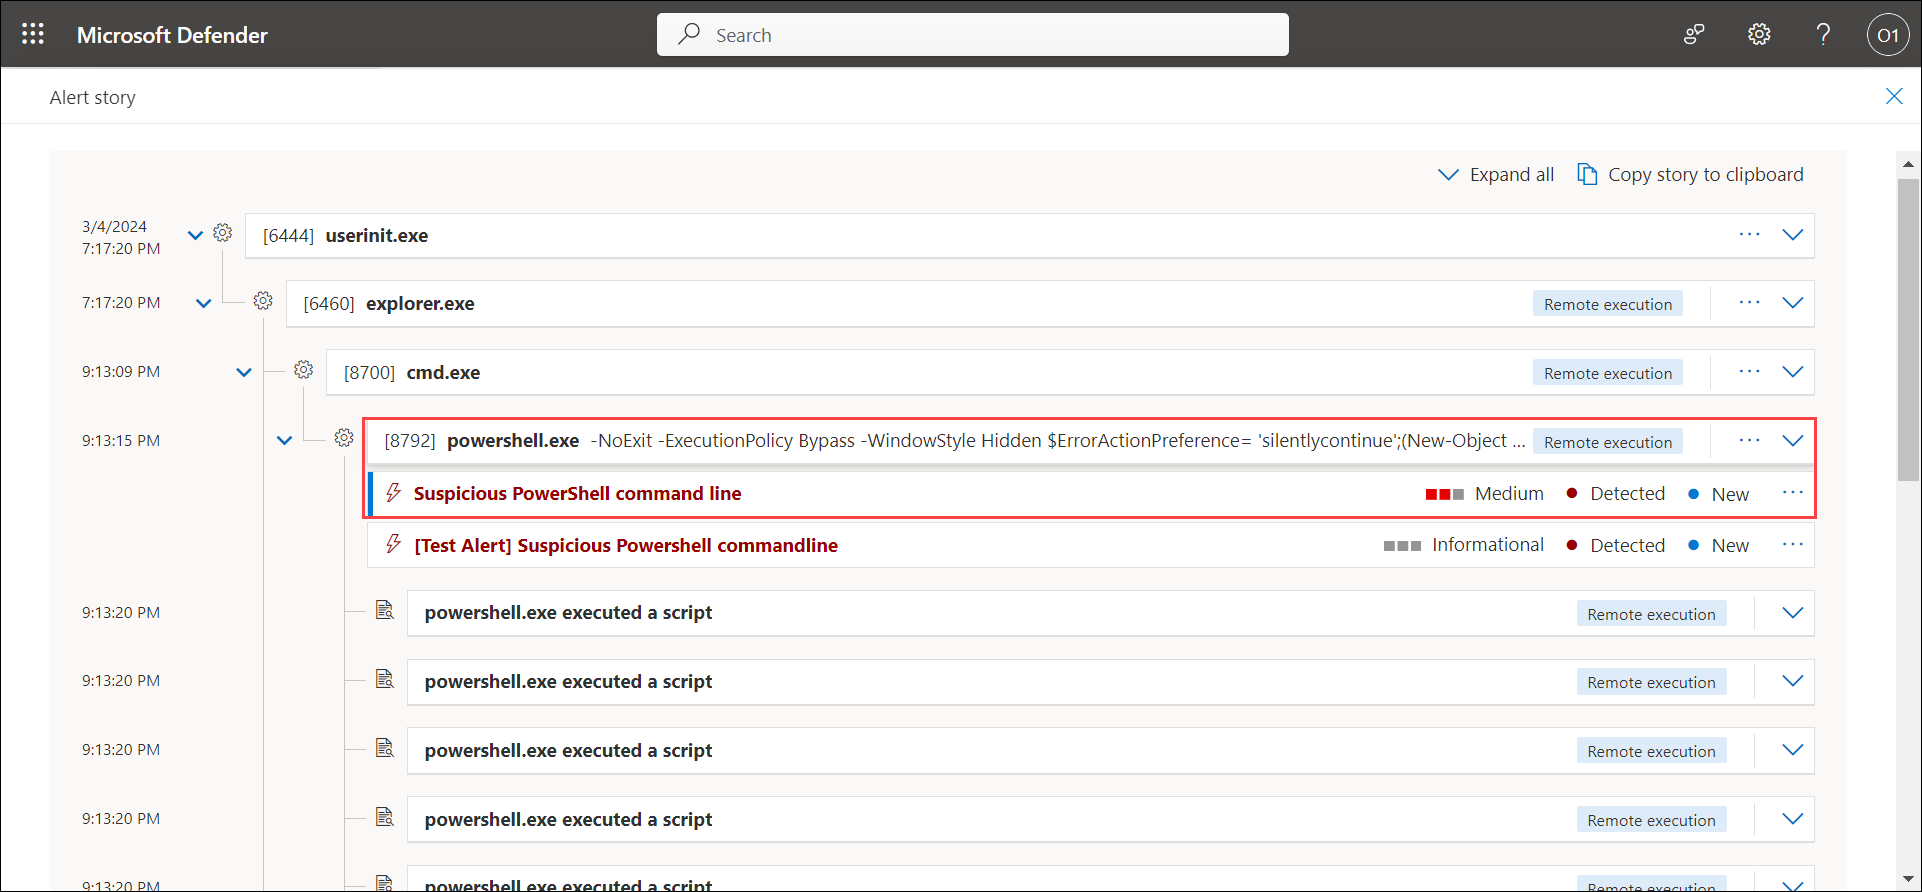 Microsoft Defender
Search
O1
Alert story
Expand all
Copy story to clipboard
3/4/2024
7:17:20 PM
[6444] userinit.exe
7:17:20 PM
[6460] explorer.exe
Remote execution
9:13:09 PM
[8700] cmd.exe
Remote execution
9:13:15 PM
[8792] powershell.exe -NoExit -ExecutionPolicy Bypass -WindowStyle Hidden $ErrorActionPreference= 'silentlycontinue';(New-Object ...
Remote execution
Suspicious PowerShell command line
Medium
Detected
New
[Test Alert] Suspicious Powershell commandline
Informational
Detected
New
9:13:20 PM
powershell.exe executed a script
Remote execution
9:13:20 PM
powershell.exe executed a script
Remote execution
9:13:20 PM
powershell.exe executed a script
Remote execution
9:13:20 PM
powershell.exe executed a script
Remote execution
9:13:20 PM
powershell.exe executed a script
Remote execution